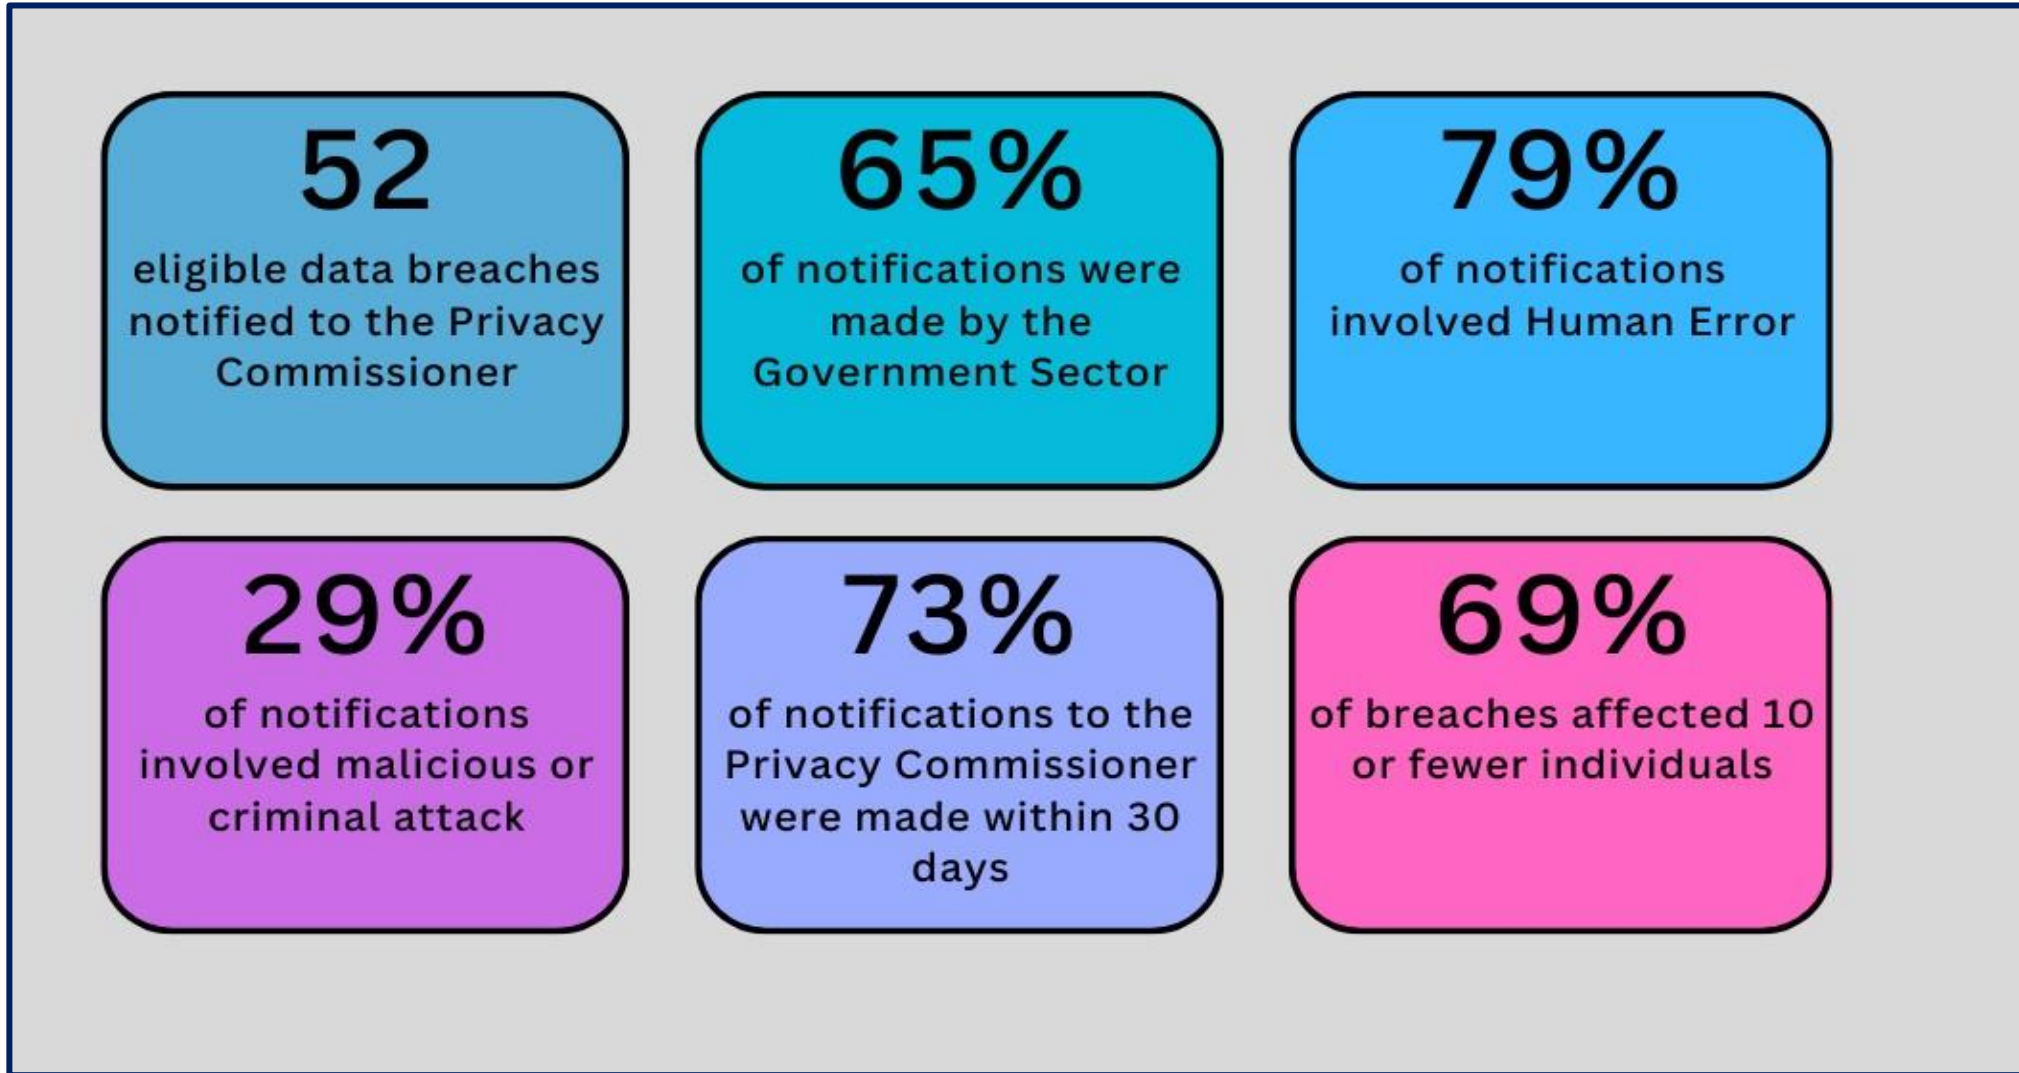 52
eligible data breaches
notified to the Privacy
Commissioner
65%
of notifications were
made by the
Government Sector
79%
of notifications
involved Human Error
29%
of notifications
involved malicious or
criminal attack
73%
of notifications to the
Privacy Commissioner
were made within 30
days
69%
of breaches affected 10
or fewer individuals